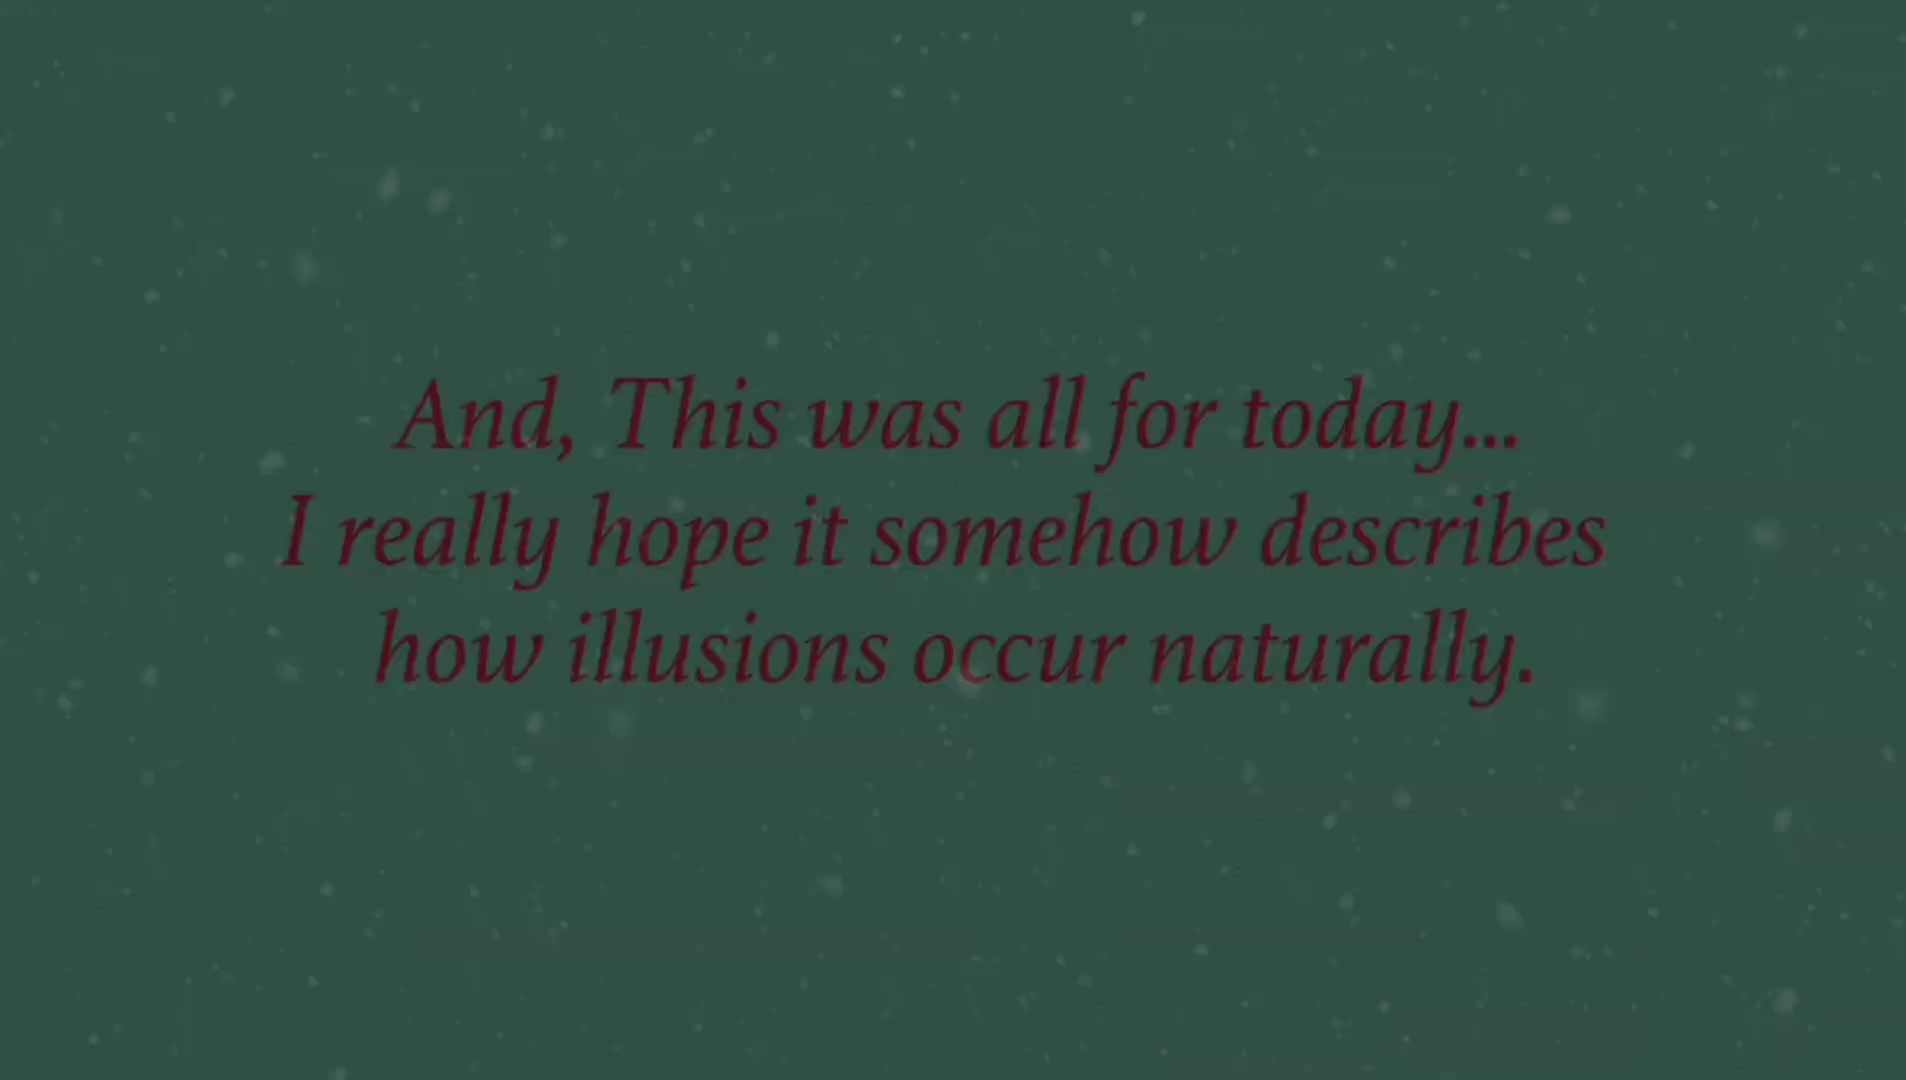 And, This was all for today...
I really hope it somehow describes
how illusions occur naturally.